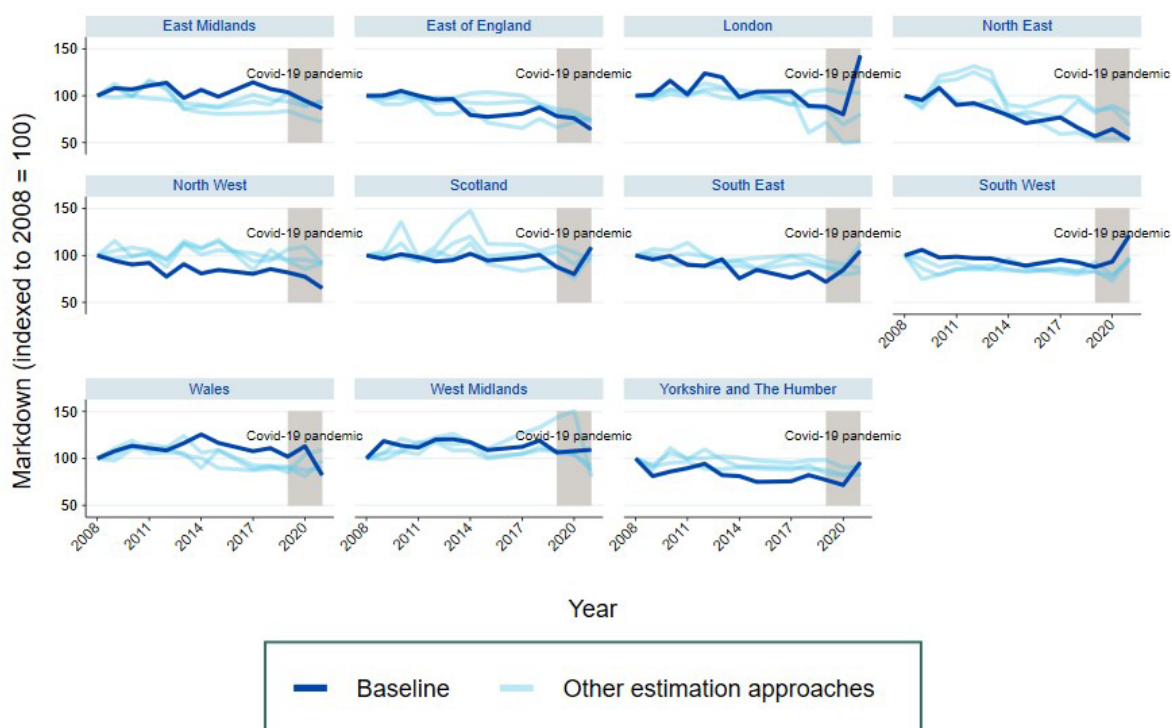 East Midlands
East of England
London
North East
150
100
50
Covid-19 pandemic
Covid-19 pandemic
Covid-19 pandemic
Covid-19 pandemic
North West
Scotland
South East
South West
150
100
50
Covid-19 pandemic
Covid-19 pandemic
Covid-19 pandemic
Covid-19 pandemic
2008
2011
2014
2017
2020
Wales
West Midlands
Yorkshire and The Humber
150
100
50
Covid-19 pandemic
Covid-19 pandemic
Covid-19 pandemic
2008
2011
2014
2017
2020
2008
2011
2014
2017
2020
2008
2011
2014
2017
2020
Markdown (indexed to 2008 = 100)
Year
Baseline
Other estimation approaches